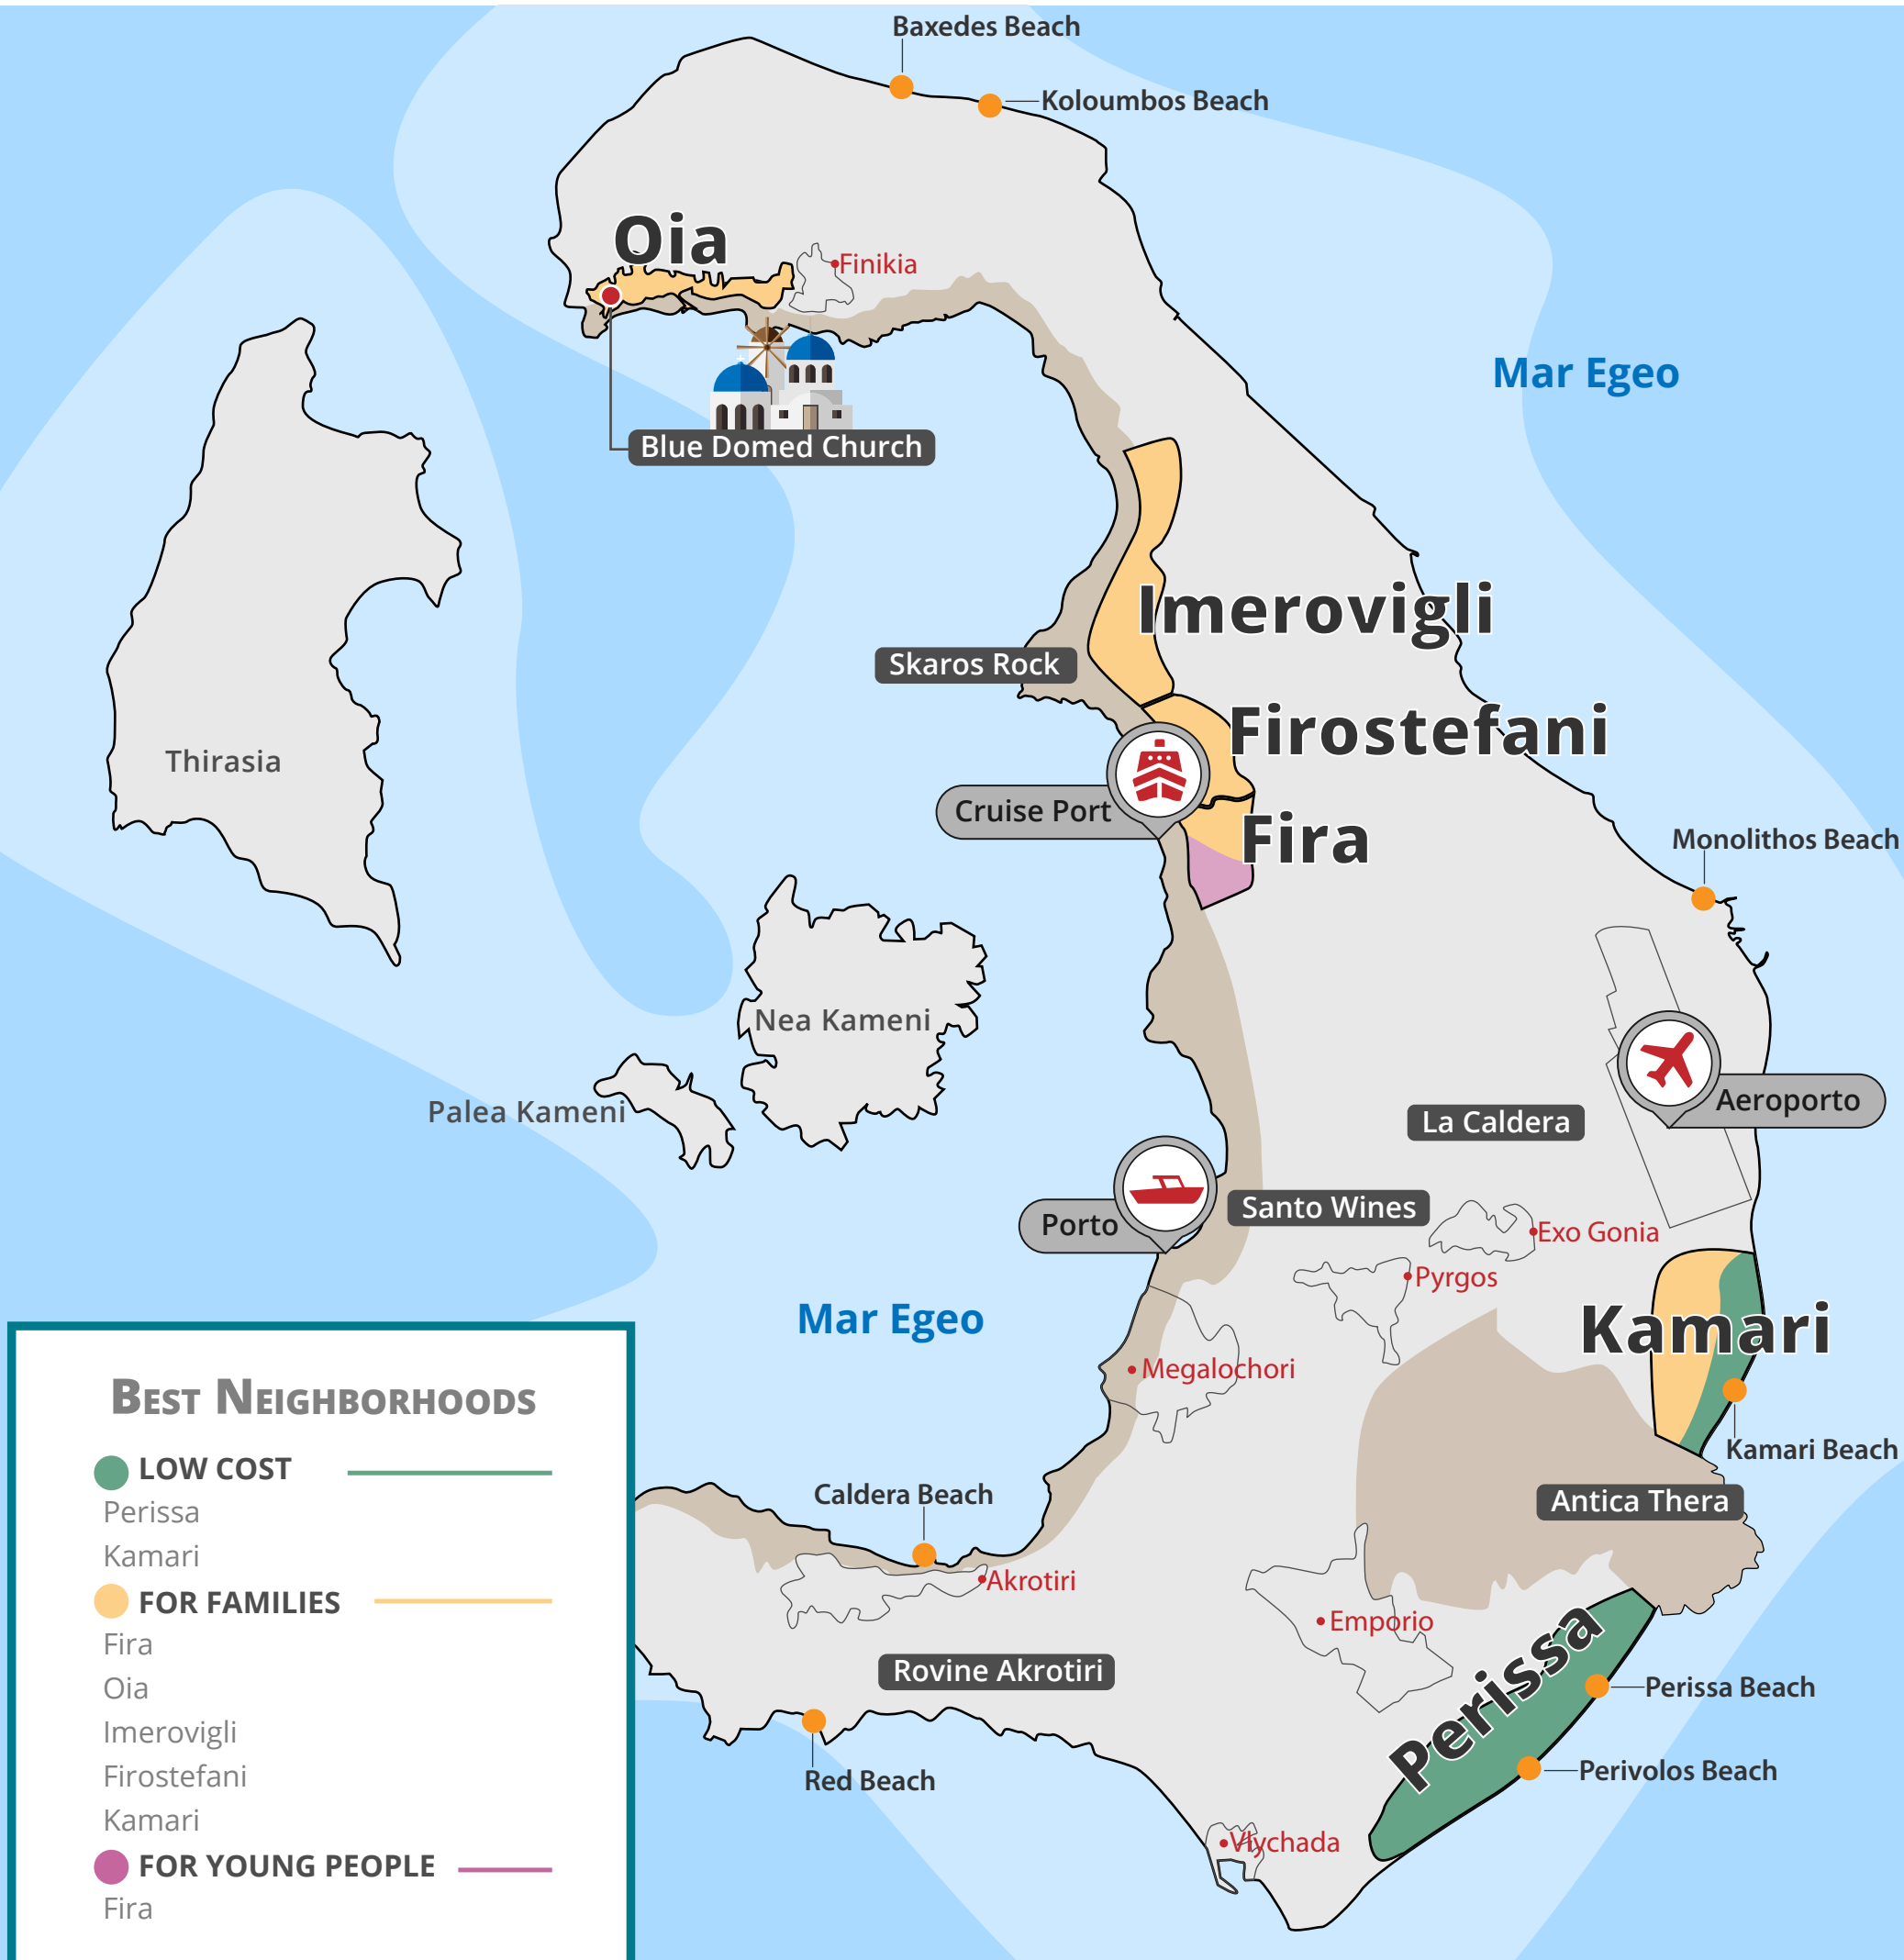 Baxedes Beach
Koloumbos Beach
Oia
Finikia
Mar Egeo
Blue Domed Church
Imerovigli
Skaros Rock
Firostefani
Thirasia
Cruise Port
Fira
Monolithos Beach
Nea Kameni
Palea Kameni
Aeroporto
La Caldera
Santo Wines
Porto
Exo Gonia
Pyrgos
Mar Egeo
Kamari
Megalochori
Kamari Beach
Caldera Beach
Antica Thera
Akrotiri
Emporio
Perissa
Rovine Akrotiri
Perissa Beach
Perivolos Beach
Red Beach
Vlychada
BEST NEIGHBORHOODS
LOW COST
Perissa
Kamari
FOR FAMILIES
Fira
Oia
Imerovigli
Firostefani
Kamari
FOR YOUNG PEOPLE
Fira